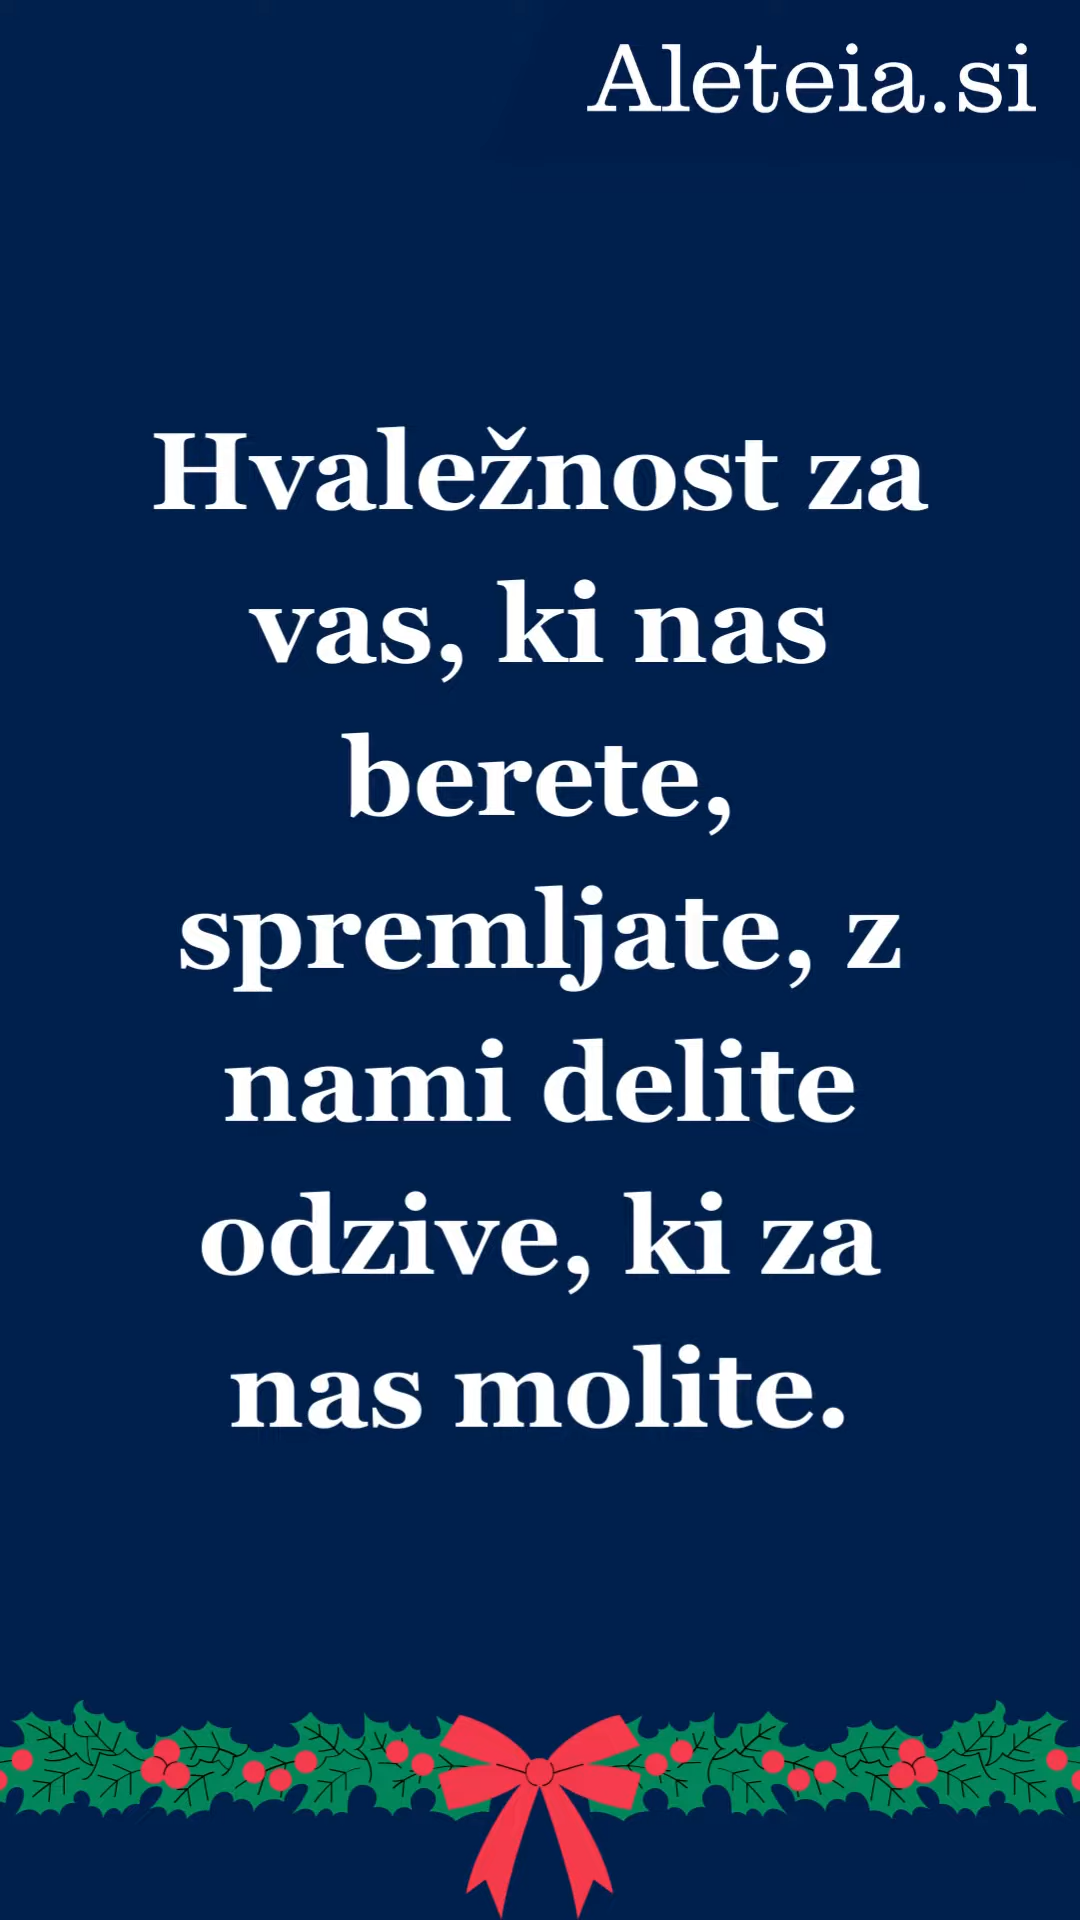 Aleteia.si
Hvaležnost za
vas, ki nas
berete,
spremljate, z
nami delite
odzive, ki za
nas molite.